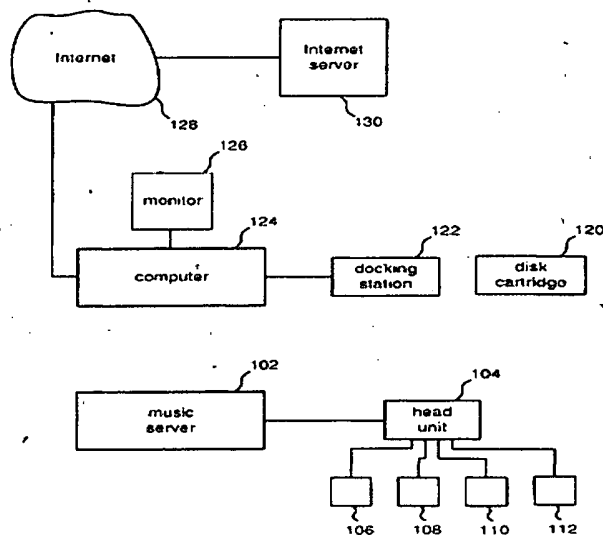 Internet
Internet
server
128
130
126
monitor
124
computer
122
docking
station
120
disk
cartridge
102
music
server
104
head
unit
106
108
110
112